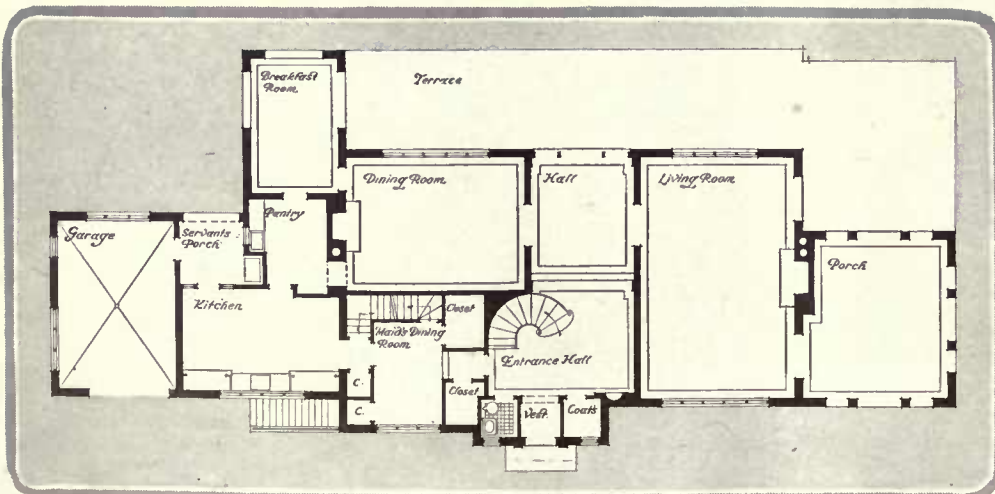 Breakfast
Room
Terrace
Dining Room
Hall
Living Room
Pantry
Garage
Servants
Porch
Porch
Kitchen
Closet
Maid's Dining
Room
Entrance Hall
C.
Closet
C.
Vest.
Coats